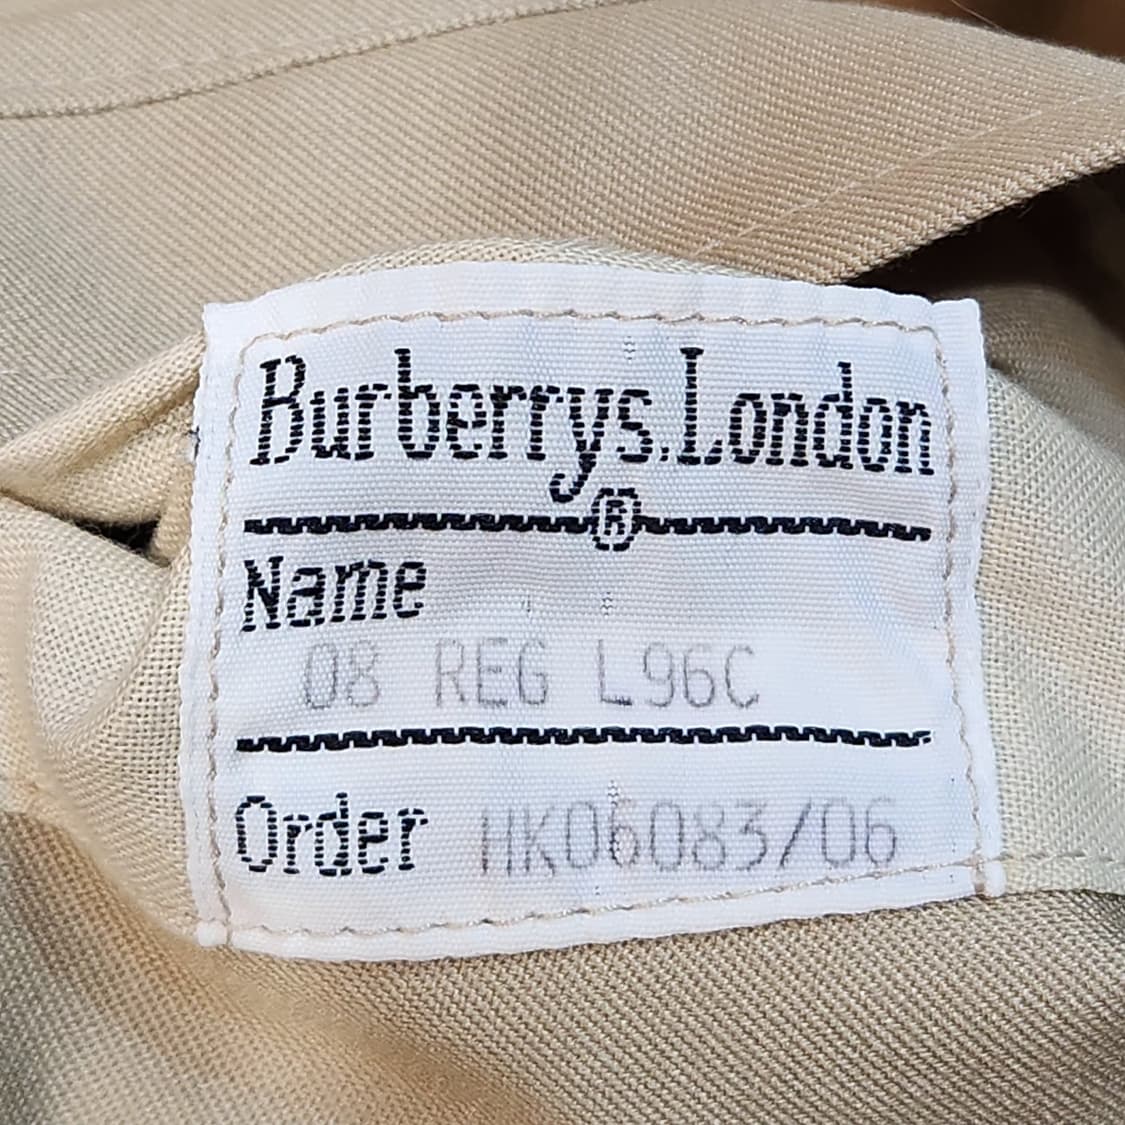 Burberrys.London
®
Name
08 REG L96C
Order HK06083/06